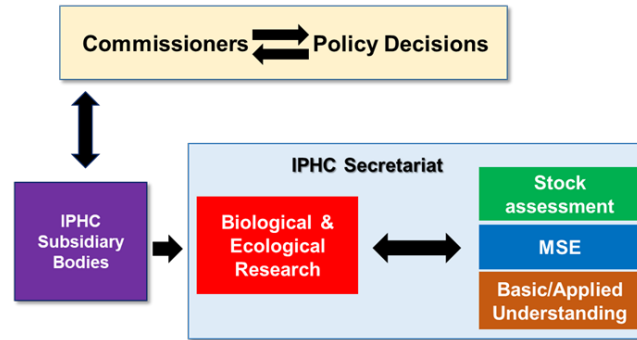 Commissioners Policy Decisions
IPHC Secretariat
IPHC
Subsidiary
Bodies
Biological &
Ecological
Research
Stock
assessment
MSE
Basic/Applied
Understanding